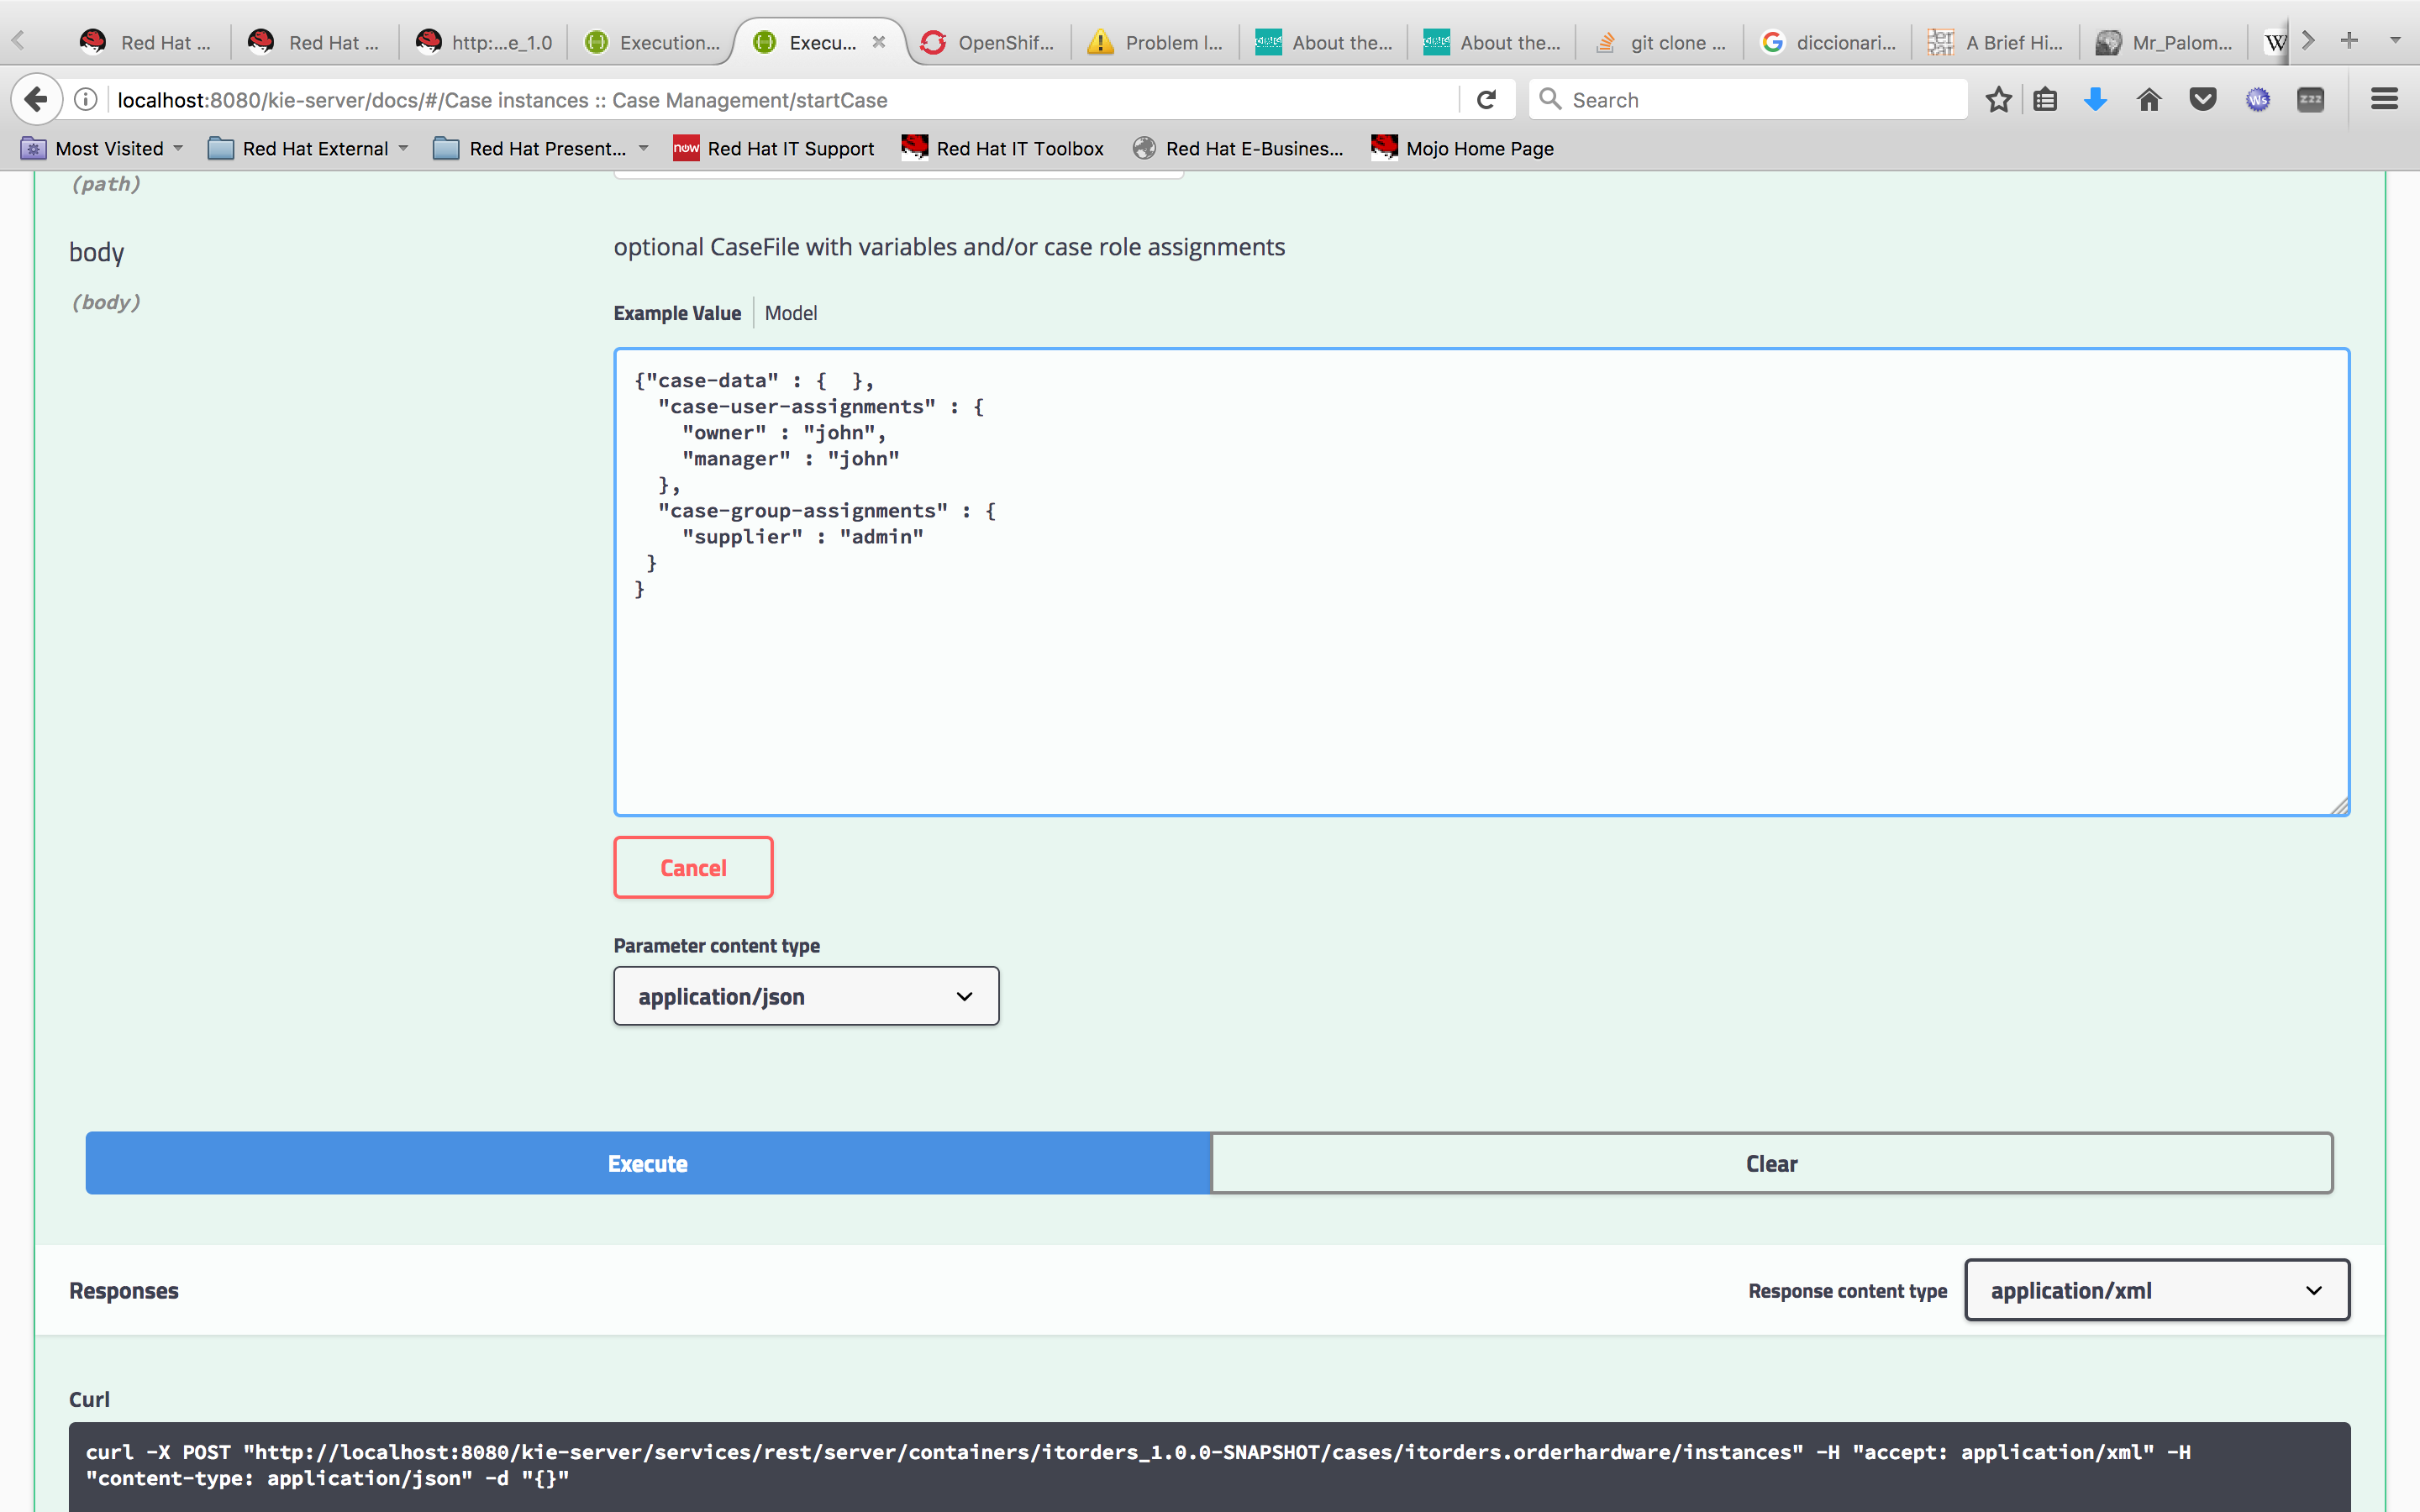 Red Hat ...
Red Hat ...
http:...e_1.0
Execution...
Execu...
OpenShif...
Problem l...
About the...
About the...
git clone ...
diccionari...
A Brief Hi...
Mr_Palom...
W
localhost:8080/kie-server/docs/#/Case instances :: Case Management/startCase
Search
Ws
zzz
Most Visited
Red Hat External
Red Hat Present...
now
Red Hat IT Support
Red Hat IT Toolbox
Red Hat E-Busines...
Mojo Home Page
(path)
body
optional CaseFile with variables and/or case role assignments
(body)
Example Value
Model
{"case-data" : {  },
"case-user-assignments" : {
"owner" : "john",
"manager" : "john"
},
"case-group-assignments" : {
"supplier" : "admin"
}
}
Cancel
Parameter content type
application/json
Execute
Clear
Responses
Response content type
application/xml
Curl
curl -X POST "http://localhost:8080/kie-server/services/rest/server/containers/itorders_1.0.0-SNAPSHOT/cases/itorders.orderhardware/instances" -H "accept: application/xml" -H
"content-type: application/json" -d "{}"